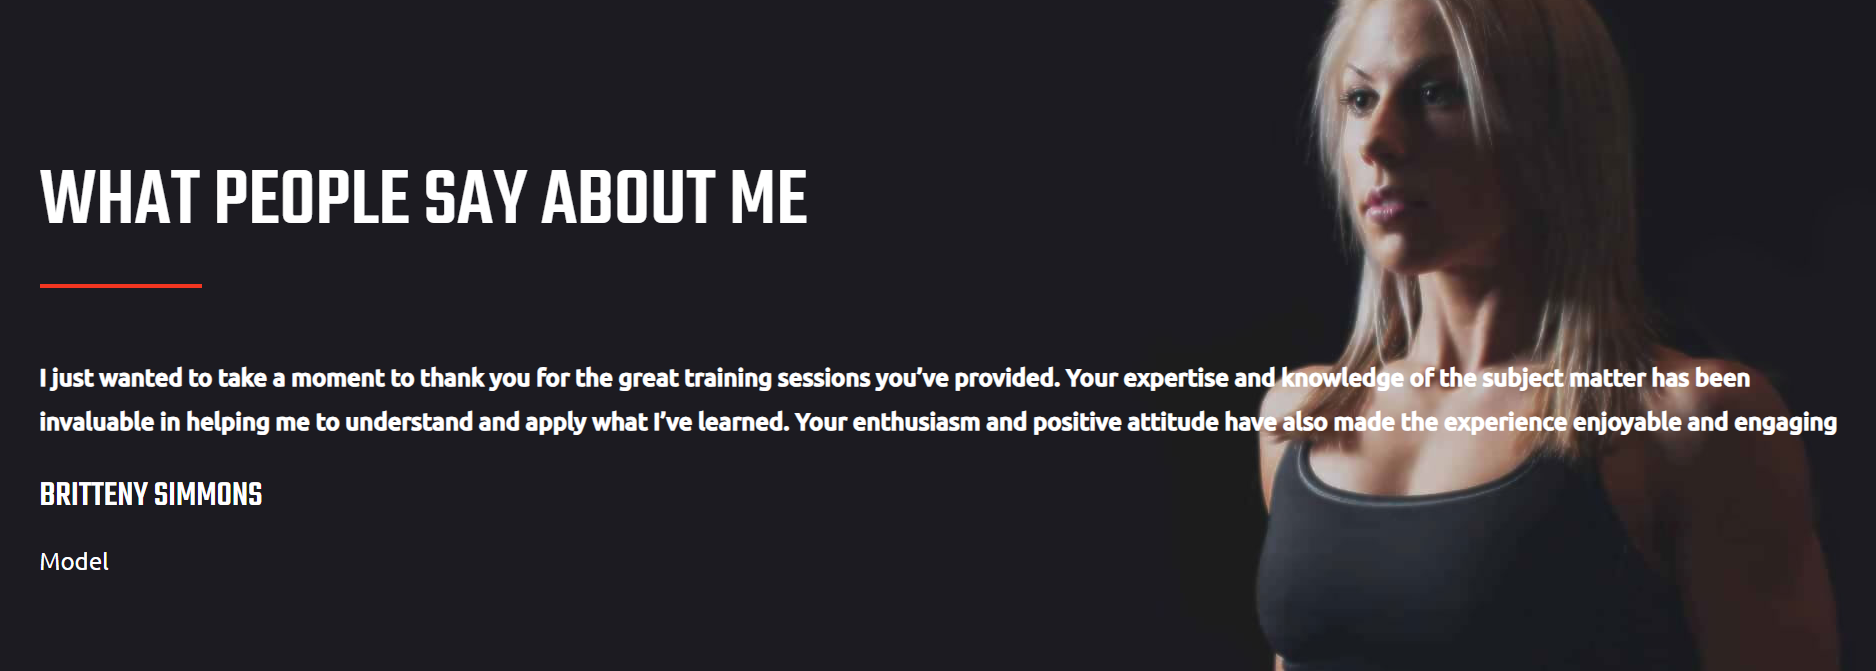 WHAT PEOPLE SAY ABOUT ME
I just wanted to take a moment to thank you for the great training sessions you’ve provided. Your expertise and knowledge of the subject matter has been
invaluable in helping me to understand and apply what I’ve learned. Your enthusiasm and positive attitude have also made the experience enjoyable and engaging
BRITTENY SIMMONS
Model